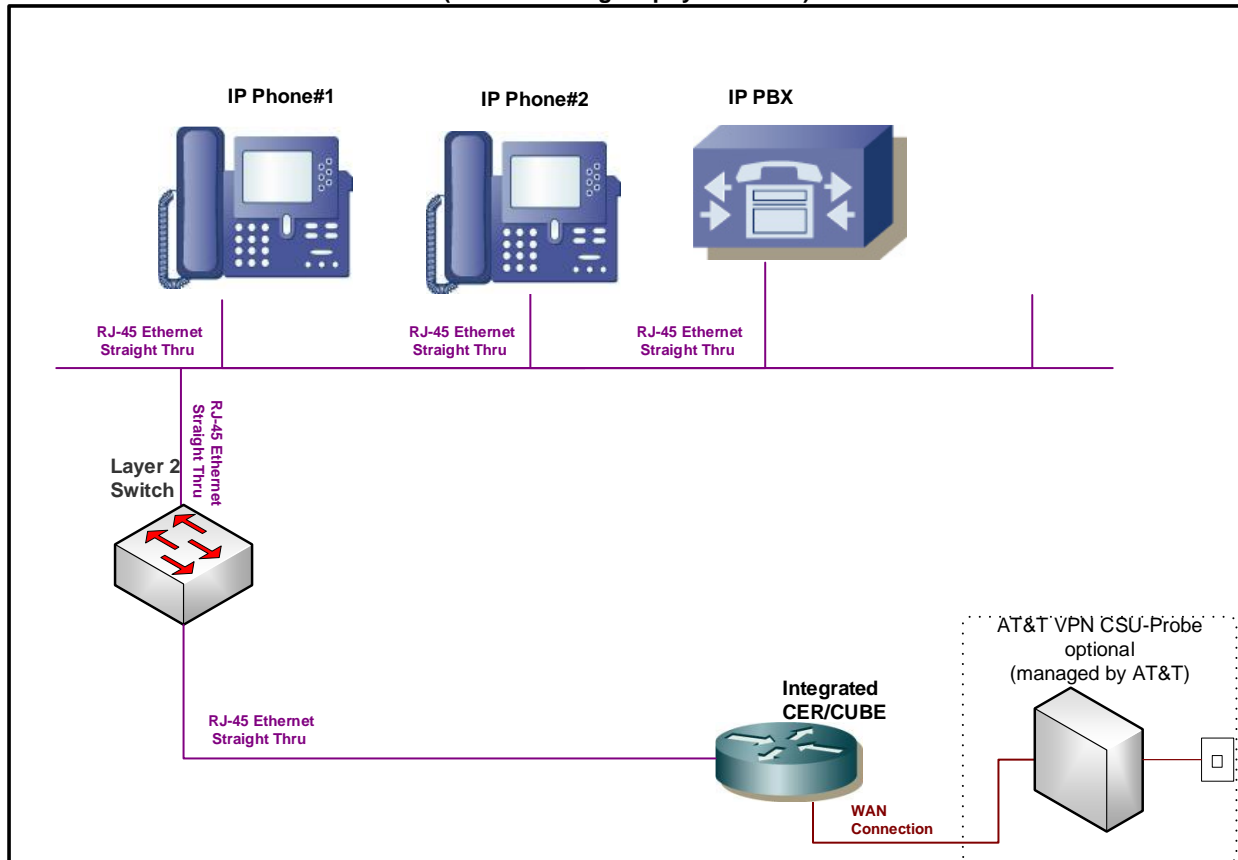 IP Phone#1
IP Phone#2
IP PBX
RJ-45 Ethernet
Straight Thru
RJ-45 Ethernet
Straight Thru
RJ-45 Ethernet
Straight Thru
RJ-45 Ethernet
Straight Thru
Layer 2
Switch
AT&T VPN CSU-Probe
optional
(managed by AT&T)
Integrated
CER/CUBE
RJ-45 Ethernet
Straight Thru
WAN
Connection